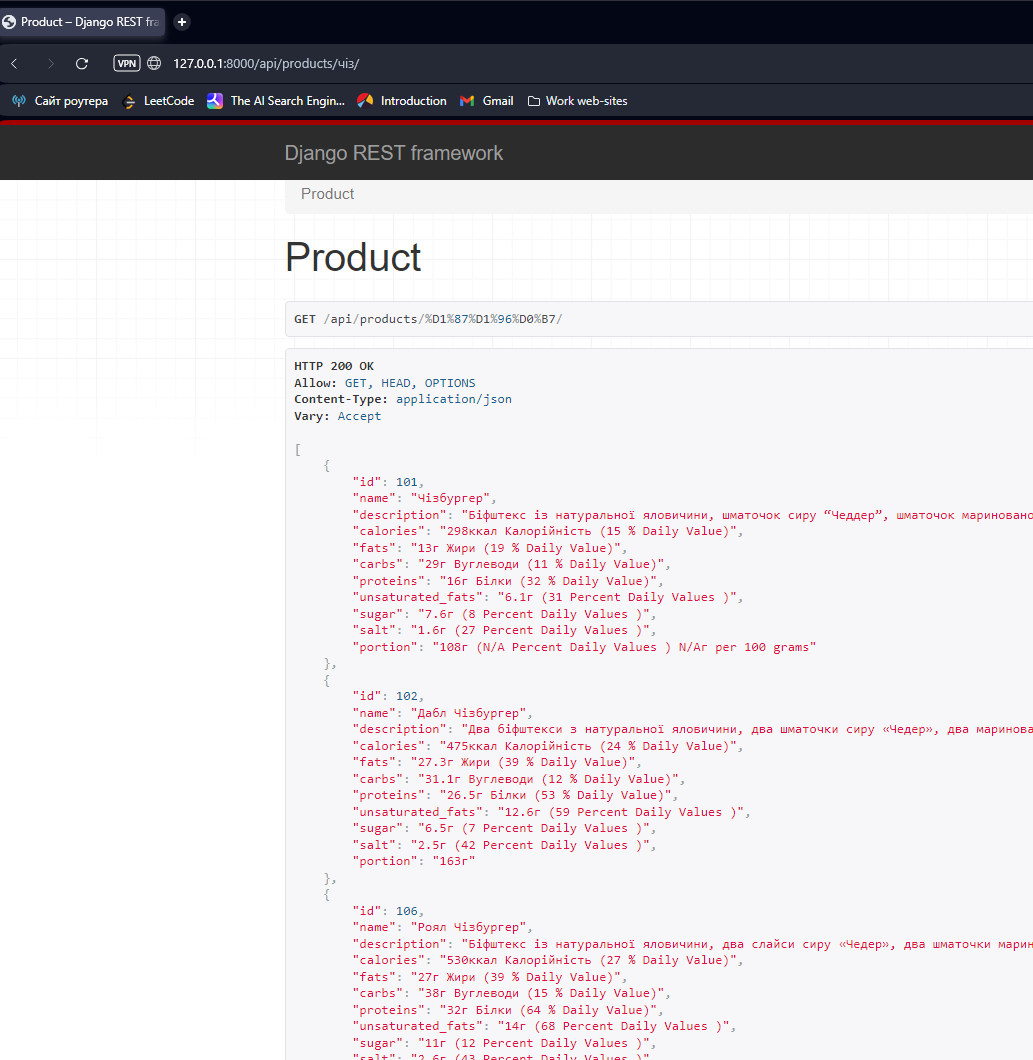 Product – Django REST fra
VPN 127.0.0.1:8000/api/products/чіз/
Сайт роутера LeetCode The AI Search Engin... Introduction Gmail Work web-sites
Django REST framework
Product
Product
GET /api/products/%D1%87%D1%96%D0%B7/
HTTP 200 OK
Allow: GET, HEAD, OPTIONS
Content-Type: application/json
Vary: Accept
[
{
"id": 101,
"name": "Чізбургер",
"description": "Біфштекс із натуральної яловичини, шматочок сиру “Чеддер”, шматочок мариновано
"calories": "298ккал Калорійність (15 % Daily Value)",
"fats": "13г Жири (19 % Daily Value)",
"carbs": "29г Вуглеводи (11 % Daily Value)",
"proteins": "16г Білки (32 % Daily Value)",
"unsaturated_fats": "6.1г (31 Percent Daily Values )",
"sugar": "7.6г (8 Percent Daily Values )",
"salt": "1.6г (27 Percent Daily Values )",
"portion": "108г (N/A Percent Daily Values ) N/Aг per 100 grams"
},
{
"id": 102,
"name": "Дабл Чізбургер",
"description": "Два біфштекси з натуральної яловичини, два шматочки сиру «Чедер», два маринова
"calories": "475ккал Калорійність (24 % Daily Value)",
"fats": "27.3г Жири (39 % Daily Value)",
"carbs": "31.1г Вуглеводи (12 % Daily Value)",
"proteins": "26.5г Білки (53 % Daily Value)",
"unsaturated_fats": "12.6г (59 Percent Daily Values )",
"sugar": "6.5г (7 Percent Daily Values )",
"salt": "2.5г (42 Percent Daily Values )",
"portion": "163г"
},
{
"id": 106,
"name": "Роял Чізбургер",
"description": "Біфштекс із натуральної яловичини, два слайси сиру «Чедер», два шматочки марин
"calories": "530ккал Калорійність (27 % Daily Value)",
"fats": "27г Жири (39 % Daily Value)",
"carbs": "38г Вуглеводи (15 % Daily Value)",
"proteins": "32г Білки (64 % Daily Value)",
"unsaturated_fats": "14г (68 Percent Daily Values )",
"sugar": "11г (12 Percent Daily Values )",
"salt": "2.6г (43 Percent Daily Values )",